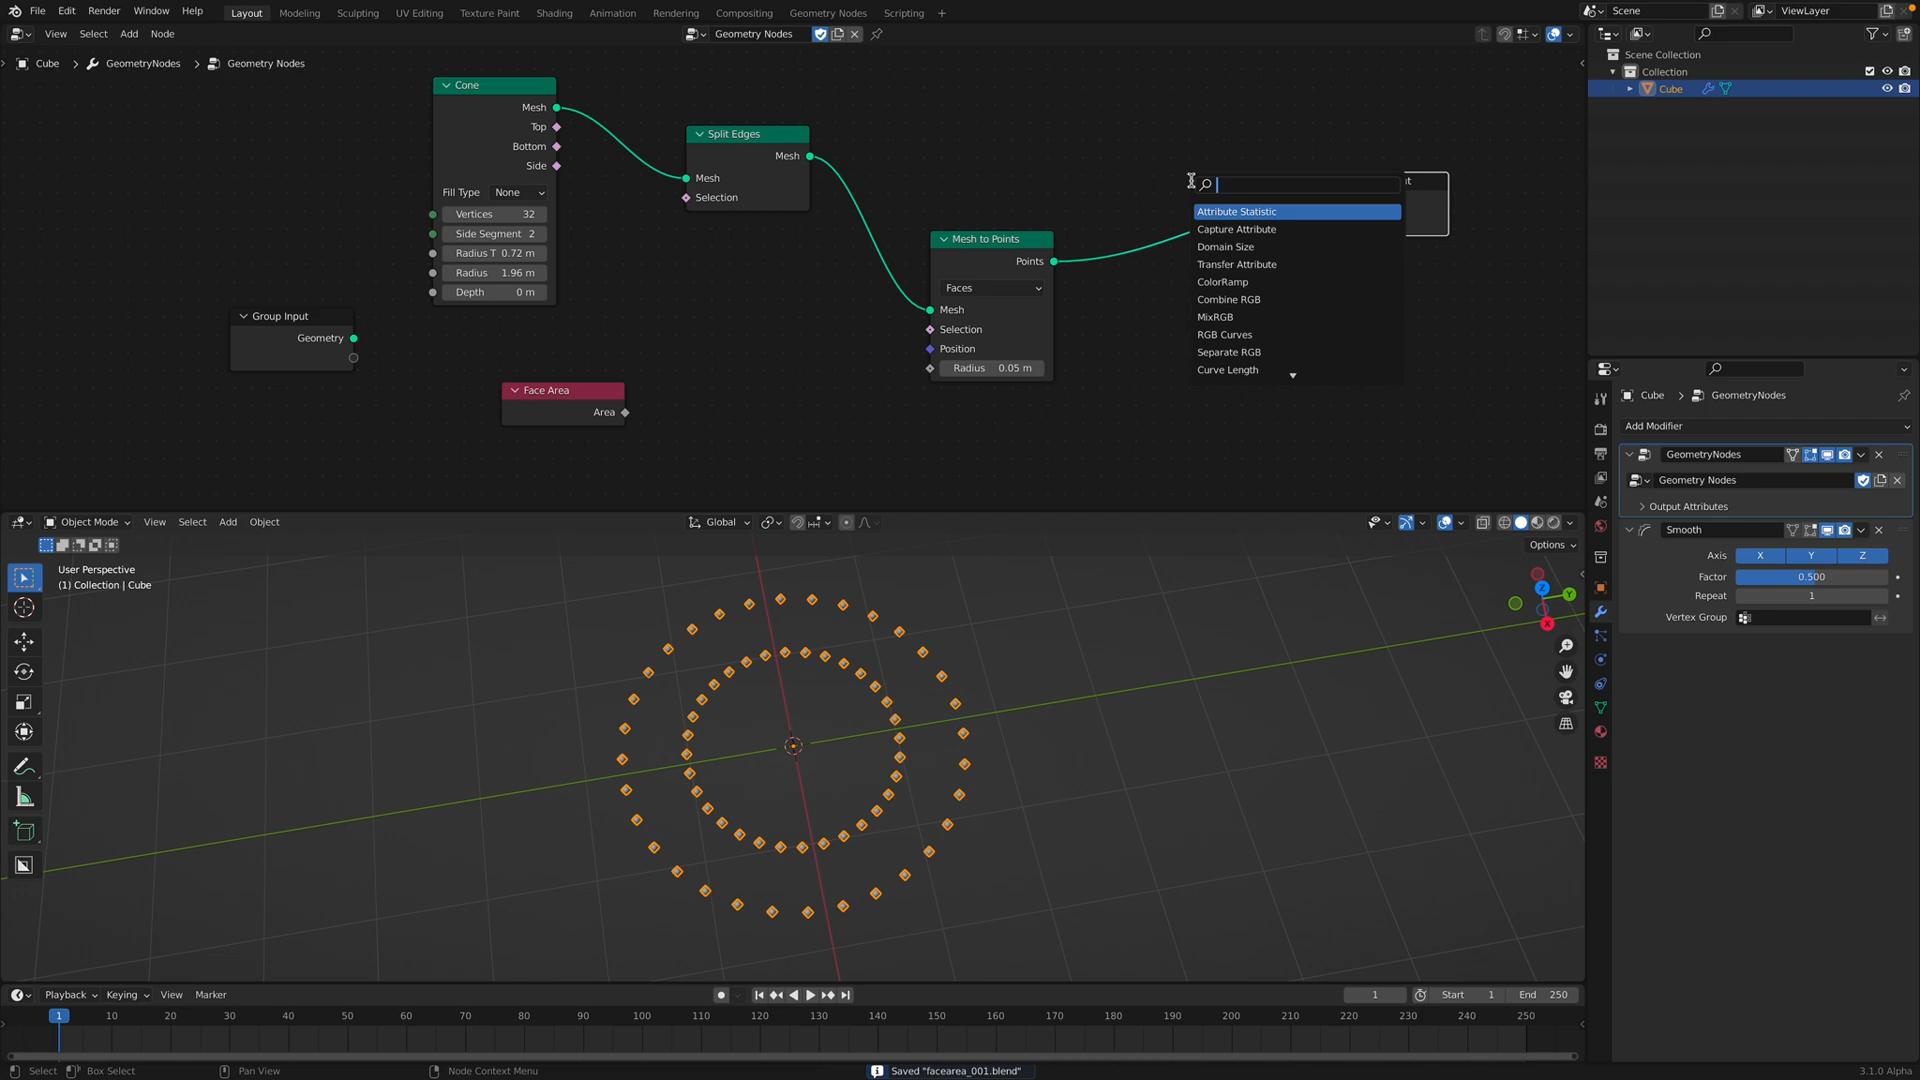 File Edit Render Window Help Layout Modeling Sculpting UV Editing Texture Paint Shading Animation Rendering Compositing Geometry Nodes Scripting + Scene ViewLayer
View Select Add Node Geometry Nodes
Cube > GeometryNodes > Geometry Nodes
Scene Collection
Collection
Cube
Cone
Mesh
Top
Bottom
Side
Fill Type None
Vertices 32
Side Segment 2
Radius T 0.72 m
Radius 1.96 m
Depth 0 m
Split Edges
Mesh
Mesh
Selection
Group Input
Geometry
Face Area
Area
Mesh to Points
Points
Faces
Mesh
Selection
Position
Radius 0.05 m
Attribute Statistic
Capture Attribute
Domain Size
Transfer Attribute
ColorRamp
Combine RGB
MixRGB
RGB Curves
Separate RGB
Curve Length
Cube > GeometryNodes
Add Modifier
GeometryNodes
Geometry Nodes
Output Attributes
Smooth
Axis X Y Z
Factor 0.500
Repeat 1
Vertex Group
Object Mode View Select Add Object Global
Options
User Perspective
(1) Collection | Cube
Z
Y
X
Playback Keying View Marker 1 Start 1 End 250
1 10 20 30 40 50 60 70 80 90 100 110 120 130 140 150 160 170 180 190 200 210 220 230 240 250
Select Box Select Pan View Node Context Menu Saved "facearea_001.blend" 3.1.0 Alpha